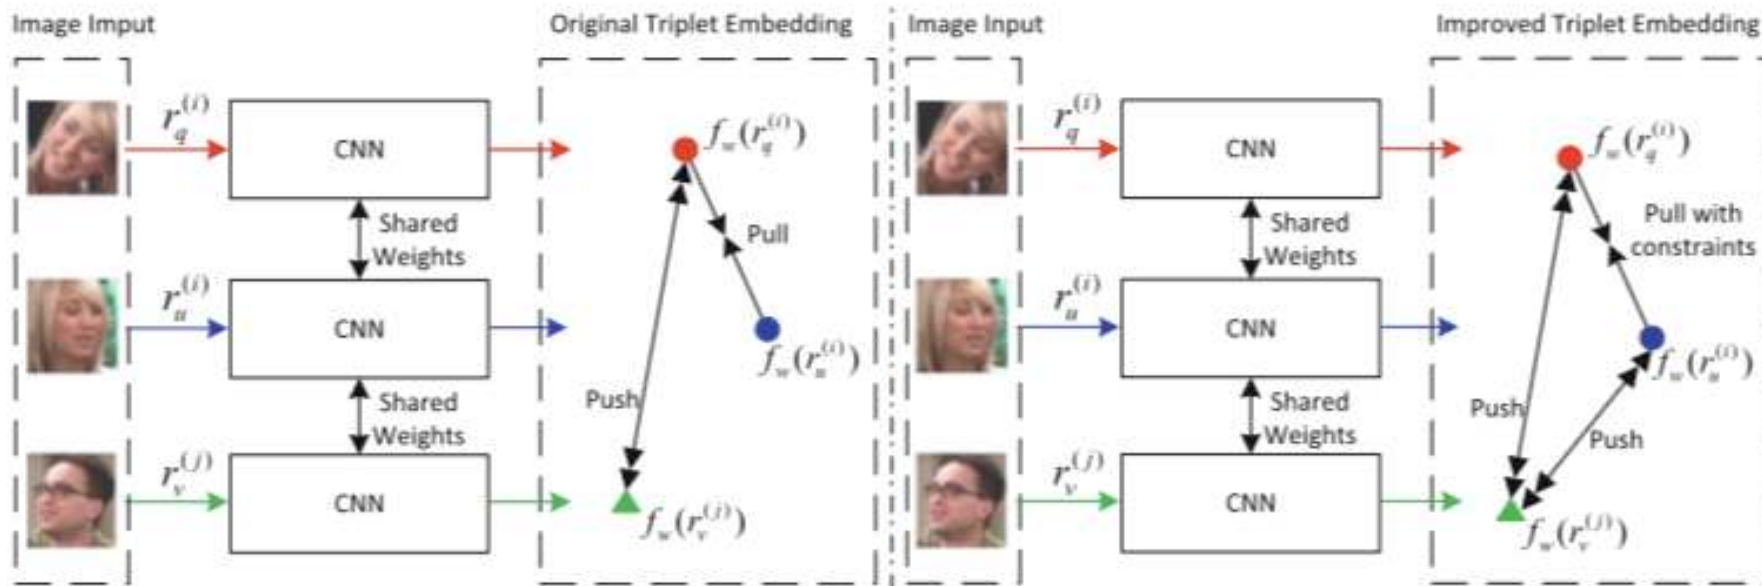 Image Imput
Original Triplet Embedding
r_q^{(i)}
CNN
f_w(r_q^{(i)})
Shared
Weights
Pull
r_u^{(i)}
CNN
f_w(r_u^{(i)})
Shared
Weights
Push
r_v^{(j)}
CNN
f_w(r_v^{(j)})
Image Input
Improved Triplet Embedding
r_q^{(i)}
CNN
f_w(r_q^{(i)})
Shared
Weights
Pull with
constraints
r_u^{(i)}
CNN
f_w(r_u^{(i)})
Shared
Weights
Push
Push
r_v^{(j)}
CNN
f_w(r_v^{(j)})